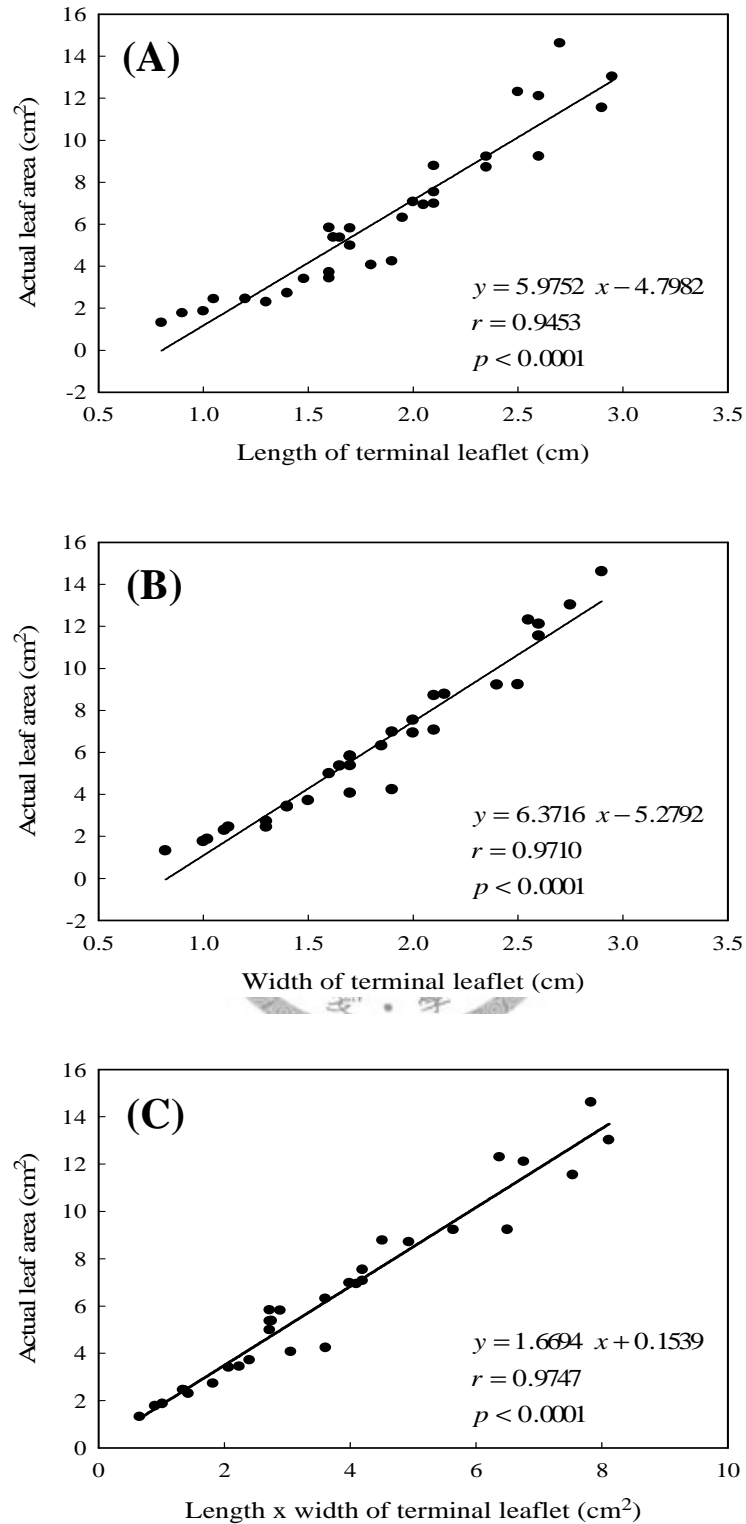 (A)
Actual leaf area (cm²)
16
14
12
10
8
6
4
2
0
-2
y = 5.9752 x − 4.7982
r = 0.9453
p < 0.0001
0.5 1.0 1.5 2.0 2.5 3.0 3.5
Length of terminal leaflet (cm)
(B)
Actual leaf area (cm²)
16
14
12
10
8
6
4
2
0
-2
y = 6.3716 x − 5.2792
r = 0.9710
p < 0.0001
0.5 1.0 1.5 2.0 2.5 3.0 3.5
Width of terminal leaflet (cm)
(C)
Actual leaf area (cm²)
16
14
12
10
8
6
4
2
0
y = 1.6694 x + 0.1539
r = 0.9747
p < 0.0001
0 2 4 6 8 10
Length x width of terminal leaflet (cm²)